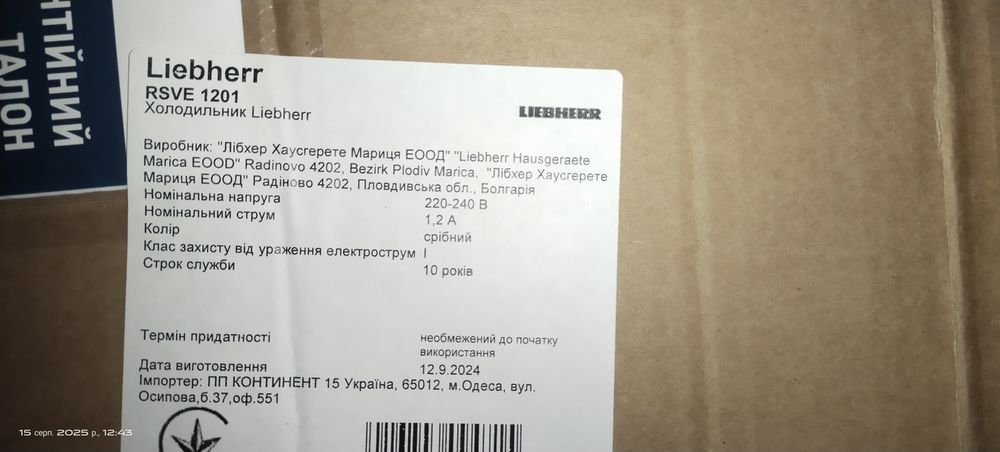 НТІЙНИЙ
ТАЛОН
Liebherr
RSVE 1201
Холодильник Liebherr
LIEBHERR
Виробник: "Лібхер Хаусгерете Мариця ЕООД" "Liebherr Hausgeraete
Marica EOOD" Radinovo 4202, Bezirk Plodiv Marica, "Лібхер Хаусгерете
Мариця ЕООД" Радіново 4202, Пловдивська обл., Болгарія
Номінальна напруга 220-240 В
Номінальний струм 1,2 А
Колір срібний
Клас захисту від ураження електрострум І
Строк служби 10 років
Термін придатності необмежений до початку
використання
Дата виготовлення 12.9.2024
Імпортер: ПП КОНТИНЕНТ 15 Україна, 65012, м.Одеса, вул.
Осипова,б.37,оф.551
15 серп. 2025 р., 12:43